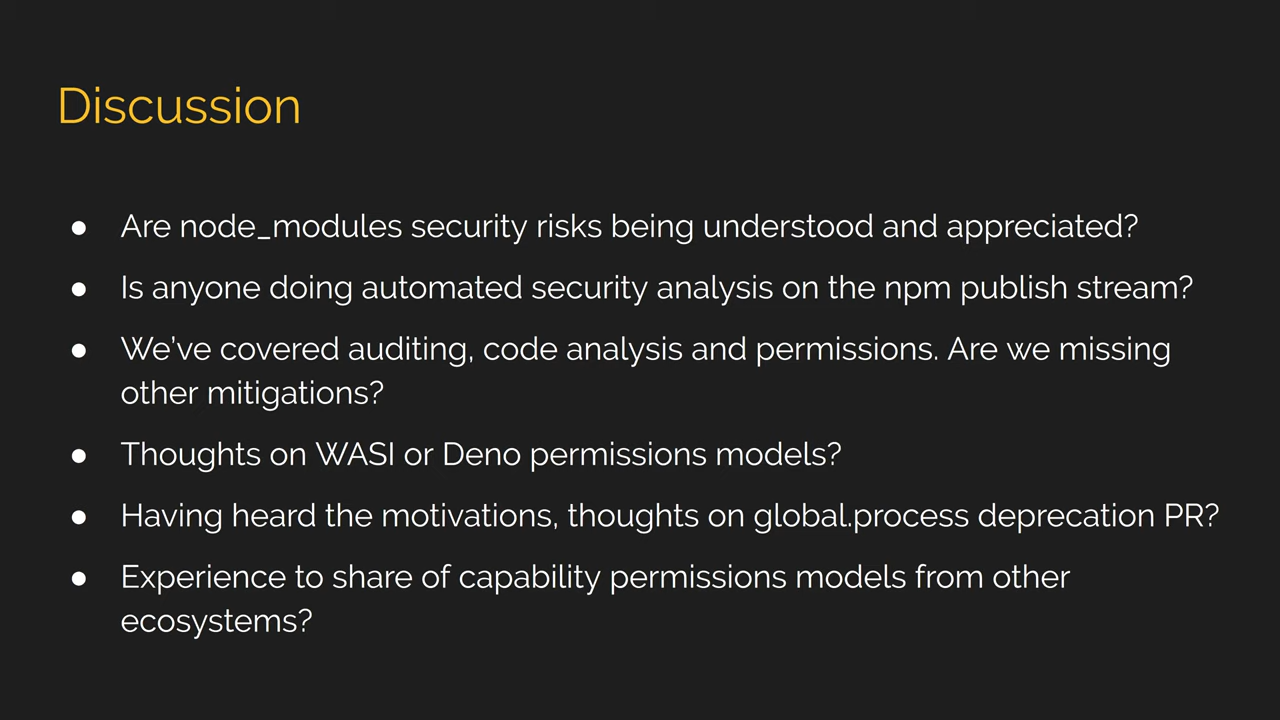 Discussion
● Are node_modules security risks being understood and appreciated?
● Is anyone doing automated security analysis on the npm publish stream?
● We’ve covered auditing, code analysis and permissions. Are we missing
other mitigations?
● Thoughts on WASI or Deno permissions models?
● Having heard the motivations, thoughts on global.process deprecation PR?
● Experience to share of capability permissions models from other
ecosystems?